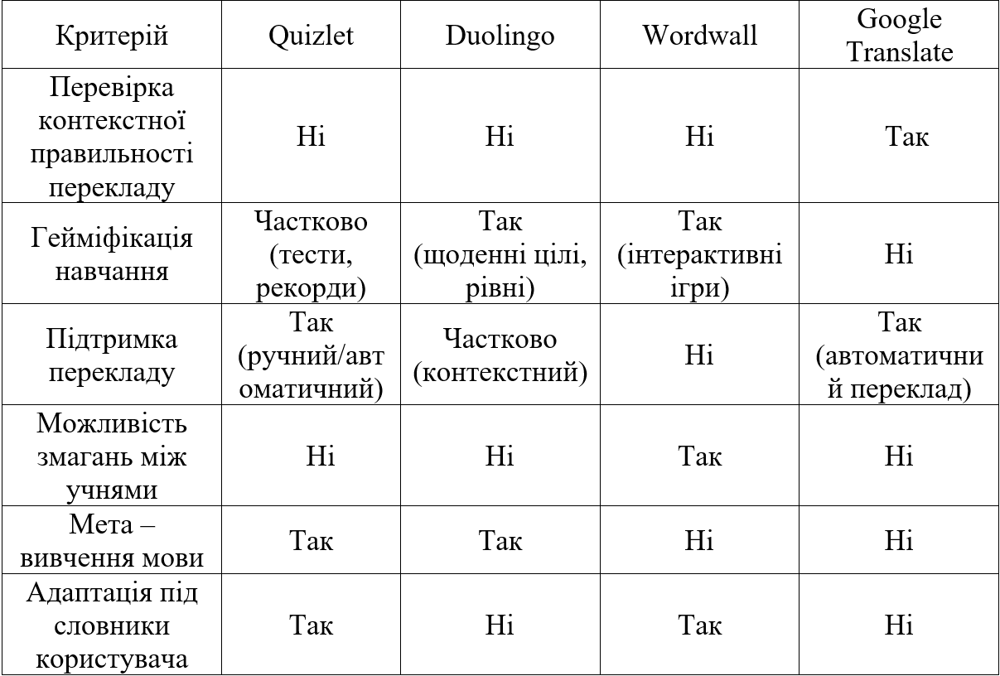 Критерій
Quizlet
Duolingo
Wordwall
Google
Translate
Перевірка
контекстної
правильності
перекладу
Ні
Ні
Ні
Так
Гейміфікація
навчання
Частково
(тести,
рекорди)
Так
(щоденні цілі,
рівні)
Так
(інтерактивні
ігри)
Ні
Підтримка
перекладу
Так
(ручний/авт
оматичний)
Частково
(контекстний)
Ні
Так
(автоматични
й переклад)
Можливість
змагань між
учнями
Ні
Ні
Так
Ні
Мета –
вивчення мови
Так
Так
Ні
Ні
Адаптація під
словники
користувача
Так
Ні
Так
Ні